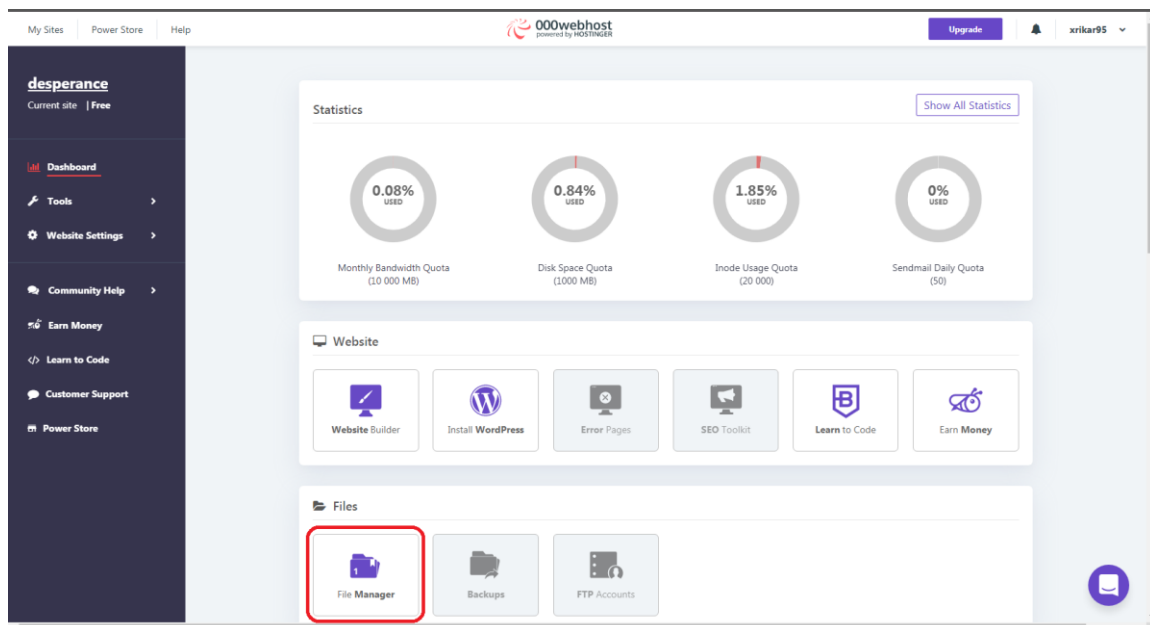 My Sites Power Store Help
000webhost
powered by HOSTINGER
Upgrade
xrikar95
desperance
Current site | Free
Dashboard
Tools
Website Settings
Community Help
Earn Money
Learn to Code
Customer Support
Power Store
Statistics
Show All Statistics
0.08%
USED
0.84%
USED
1.85%
USED
0%
USED
Monthly Bandwidth Quota
(10 000 MB)
Disk Space Quota
(1000 MB)
Inode Usage Quota
(20 000)
Sendmail Daily Quota
(50)
Website
Website Builder
Install WordPress
Error Pages
SEO Toolkit
B
Learn to Code
Earn Money
Files
1
File Manager
Backups
FTP Accounts